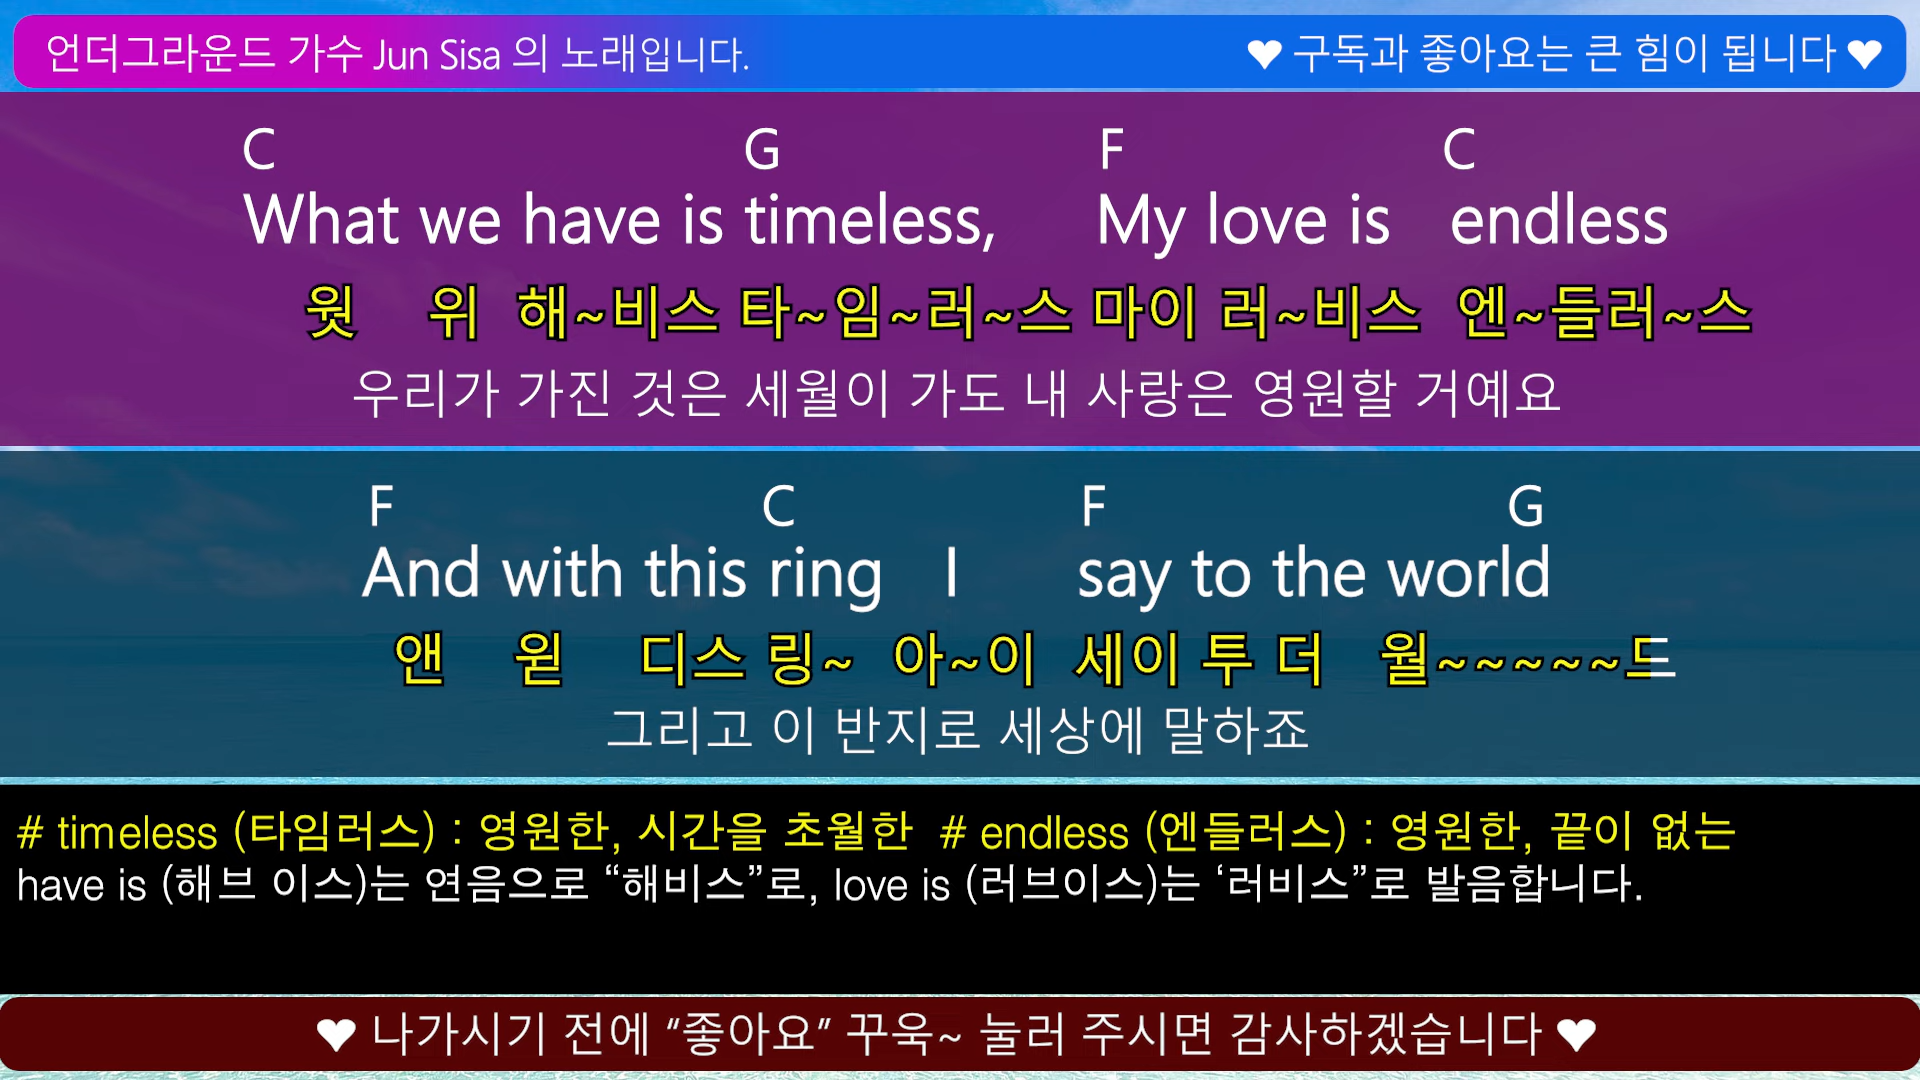 언더그라운드 가수 Jun Sisa 의 노래입니다.
♥ 구독과 좋아요는 큰 힘이 됩니다 ♥
C G F C
What we have is timeless, My love is endless
웟 위 해~비스 타~임~러~스 마이 러~비스 엔~들러~스
우리가 가진 것은 세월이 가도 내 사랑은 영원할 거예요
F C F G
And with this ring I say to the world
앤 윋 디스 링~ 아~이 세이 투 더 월~~~~~드
그리고 이 반지로 세상에 말하죠
# timeless (타임러스) : 영원한, 시간을 초월한 # endless (엔들러스) : 영원한, 끝이 없는
have is (해브 이스)는 연음으로 “해비스”로, love is (러브이스)는 ‘러비스”로 발음합니다.
♥ 나가시기 전에 “좋아요” 꾸욱~ 눌러 주시면 감사하겠습니다 ♥